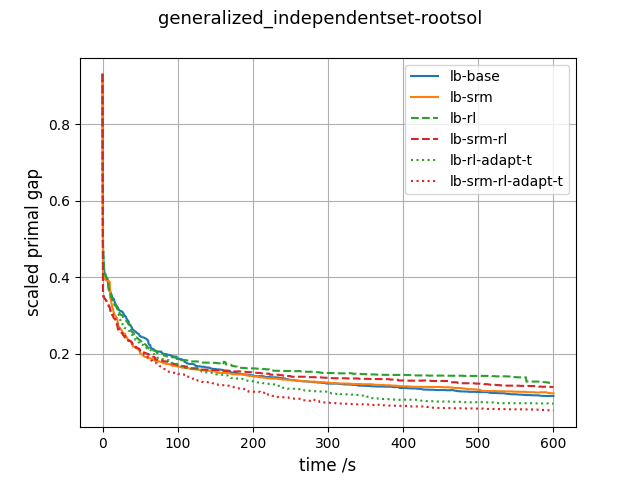 generalized_independentset-rootsol
lb-base
lb-srm
lb-rl
lb-srm-rl
lb-rl-adapt-t
lb-srm-rl-adapt-t
scaled primal gap
0.8
0.6
0.4
0.2
0 100 200 300 400 500 600
time /s